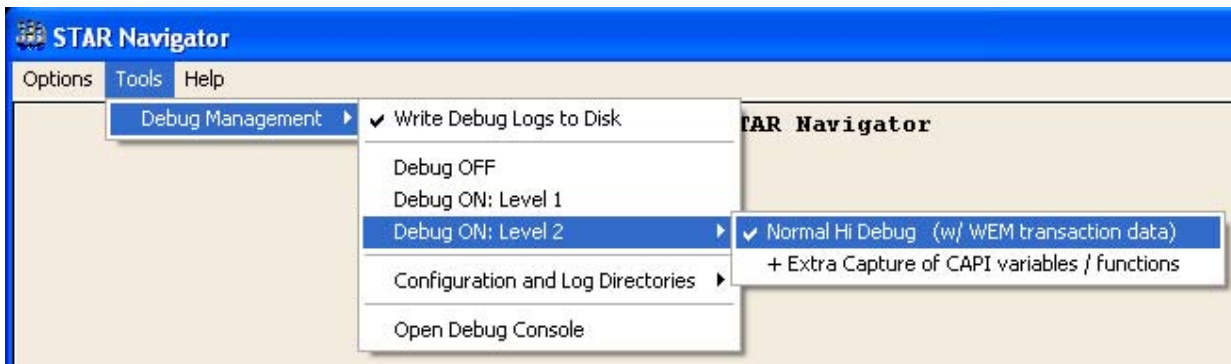 STAR Navigator
Options Tools Help
Debug Management
Write Debug Logs to Disk
TAR Navigator
Debug OFF
Debug ON: Level 1
Debug ON: Level 2
Normal Hi Debug (w/ WEM transaction data)
+ Extra Capture of CAPI variables / functions
Configuration and Log Directories
Open Debug Console